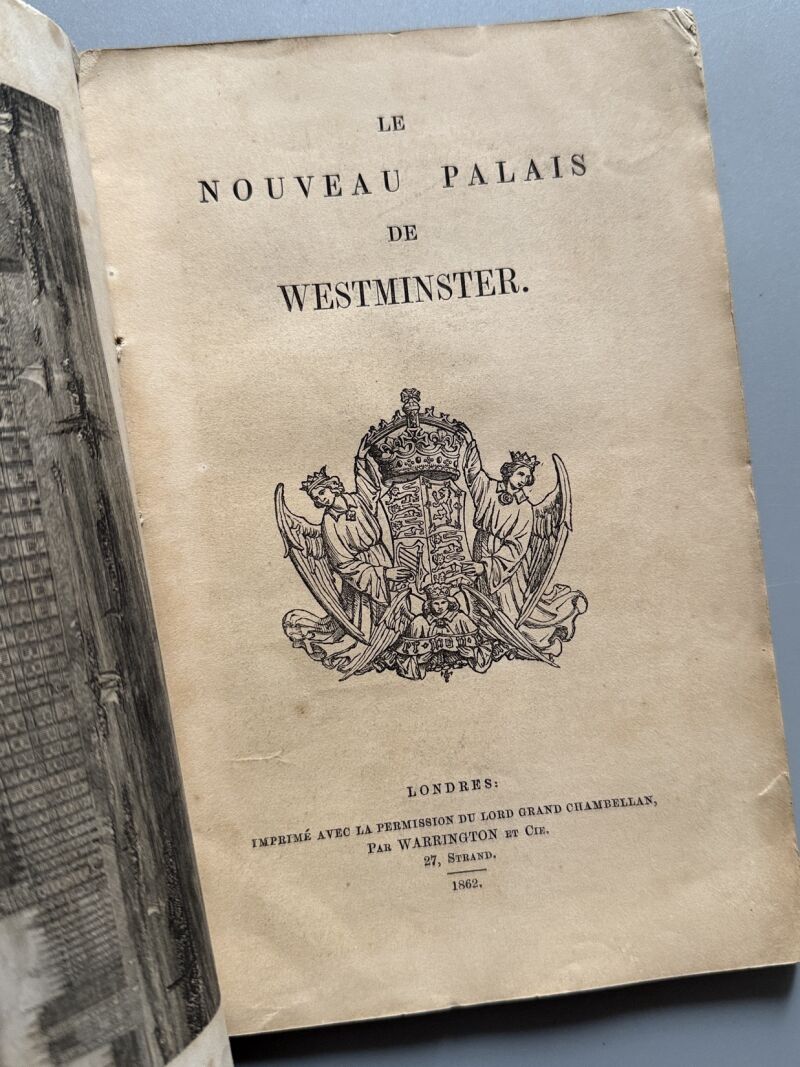 LE
NOUVEAU PALAIS
DE
WESTMINSTER.
LONDRES:
IMPRIMÉ AVEC LA PERMISSION DU LORD GRAND CHAMBELLAN,
PAR WARRINGTON ET CIE.
27, STRAND.
1862.